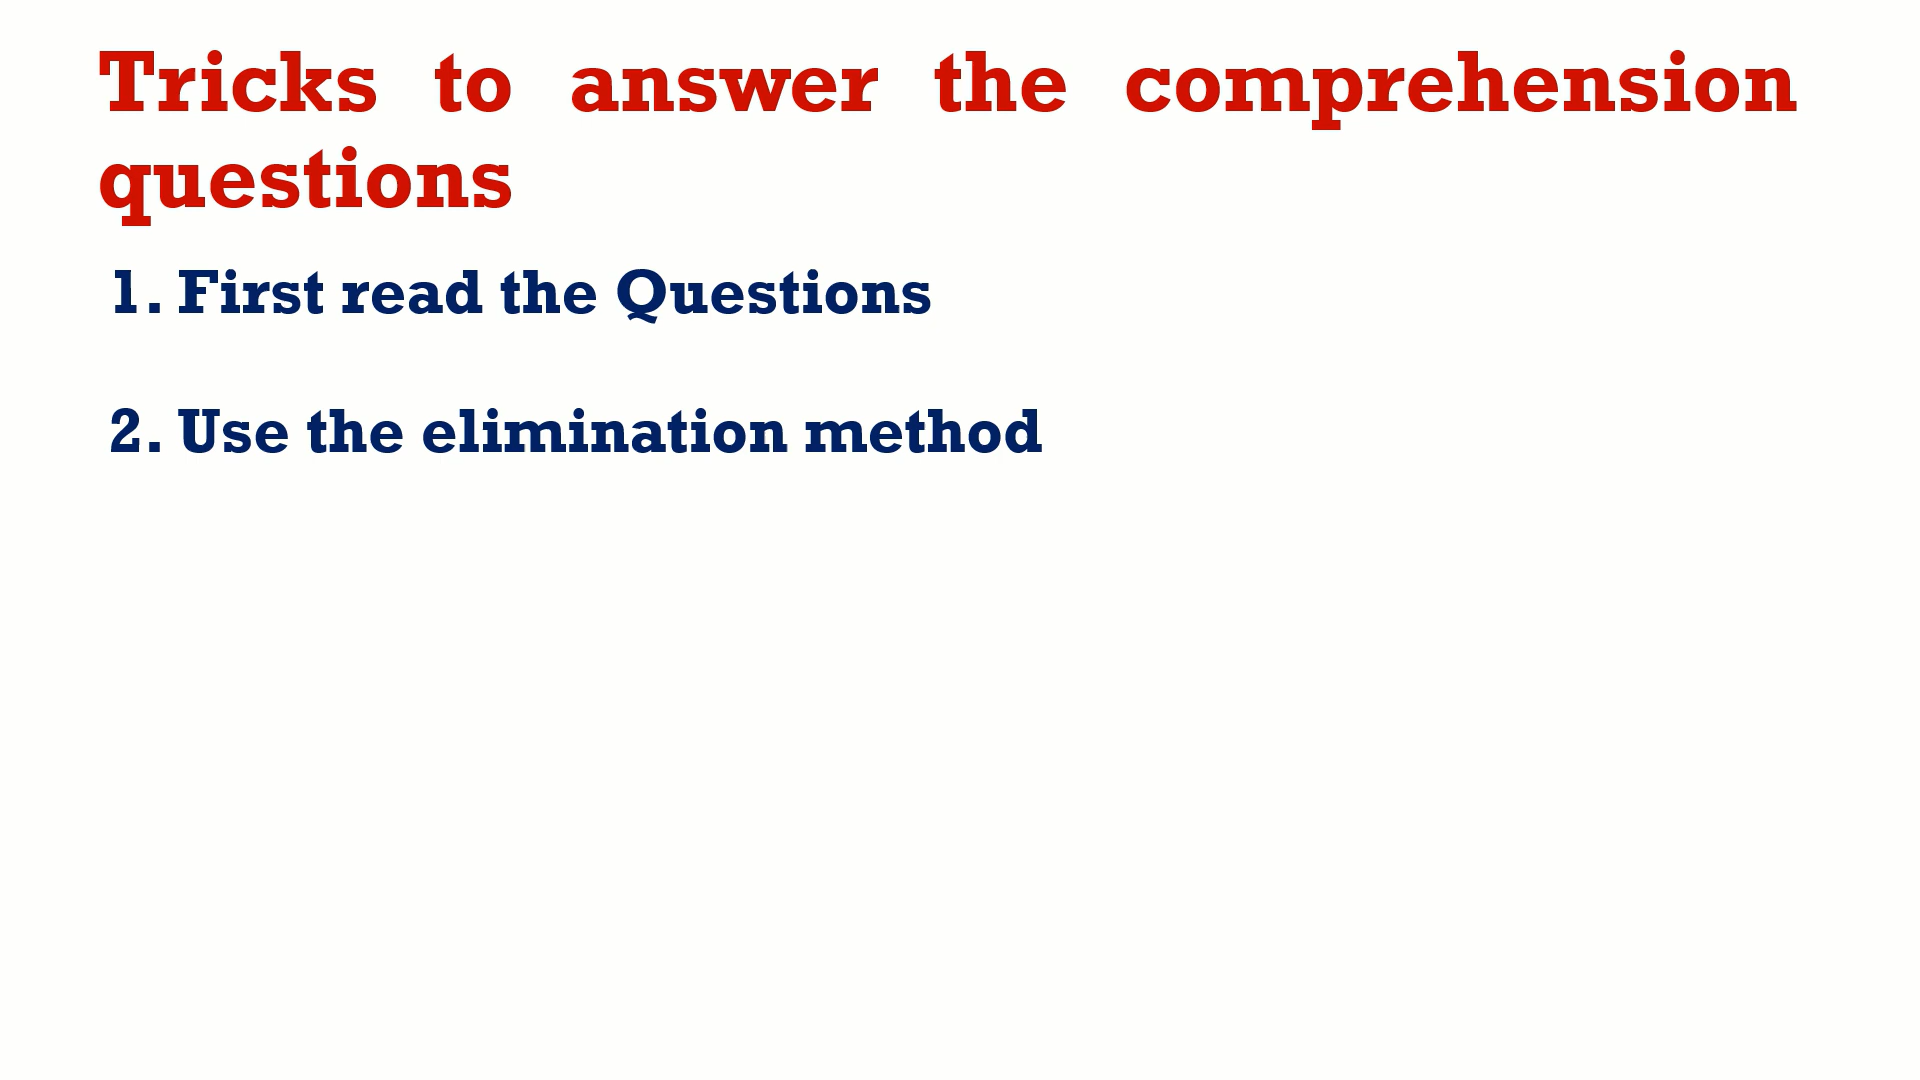 Tricks to answer the comprehension
questions
1. First read the Questions
2. Use the elimination method